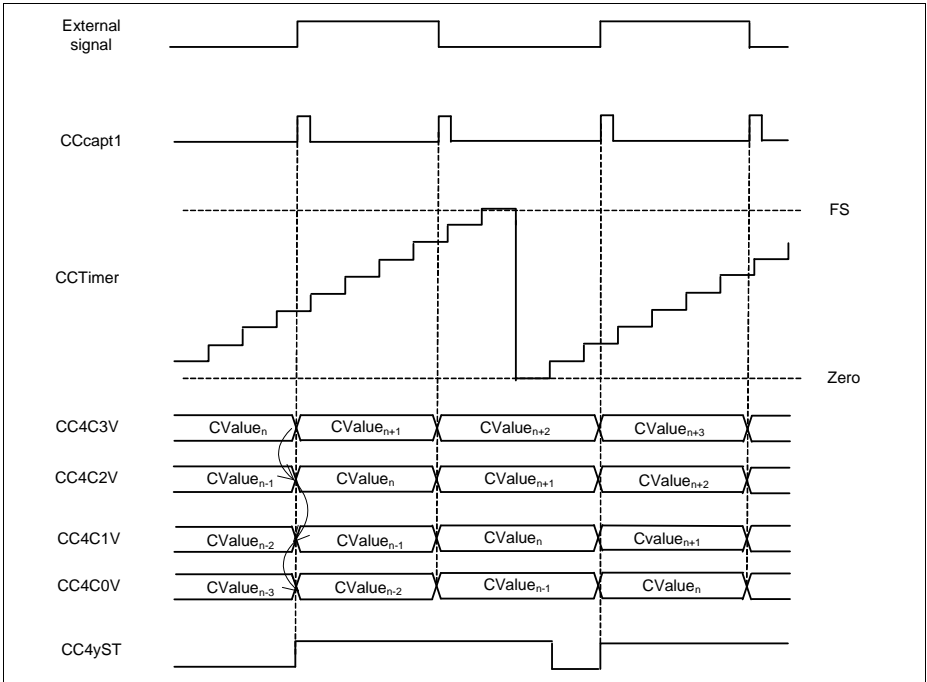 External
signal
CCcapt1
FS
CCTimer
Zero
CC4C3V CValueₙ CValueₙ₊₁ CValueₙ₊₂ CValueₙ₊₃
CC4C2V CValueₙ₋₁ CValueₙ CValueₙ₊₁ CValueₙ₊₂
CC4C1V CValueₙ₋₂ CValueₙ₋₁ CValueₙ Cvalueₙ₊₁
CC4C0V CValueₙ₋₃ CValueₙ₋₂ CValueₙ₋₁ CValueₙ
CC4yST